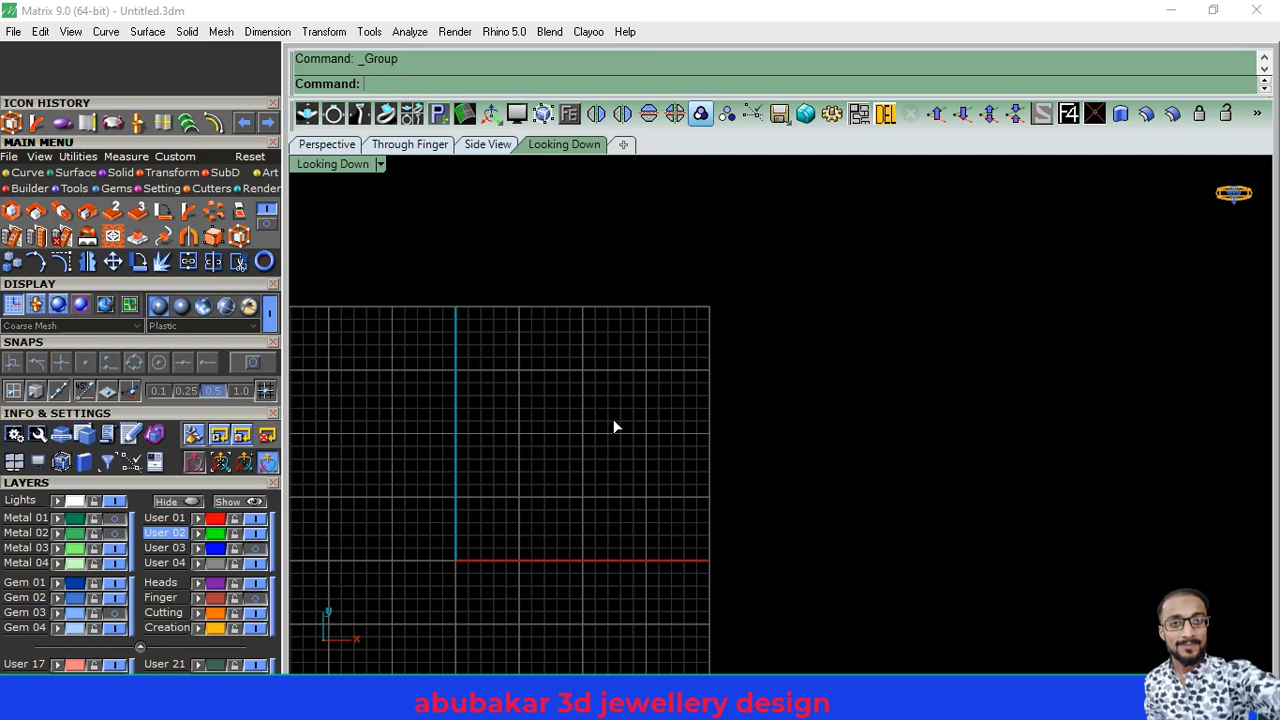 Matrix 9.0 (64-bit) - Untitled.3dm
File Edit View Curve Surface Solid Mesh Dimension Transform Tools Analyze Render Rhino 5.0 Blend Clayoo Help
Command: _Group
Command:
ICON HISTORY
MAIN MENU
File View Utilities Measure Custom Reset
Curve Surface Solid Transform SubD Art
Builder Tools Gems Setting Cutters Render
F4
Perspective Through Finger Side View Looking Down
Looking Down
DISPLAY
Coarse Mesh Plastic
SNAPS
0.1 0.25 0.5 1.0
INFO & SETTINGS
LAYERS
Lights Hide Show
Metal 01 User 01
Metal 02 User 02
Metal 03 User 03
Metal 04 User 04
Gem 01 Heads
Gem 02 Finger
Gem 03 Cutting
Gem 04 Creation
User 17 User 21
y
x
abubakar 3d jewellery design